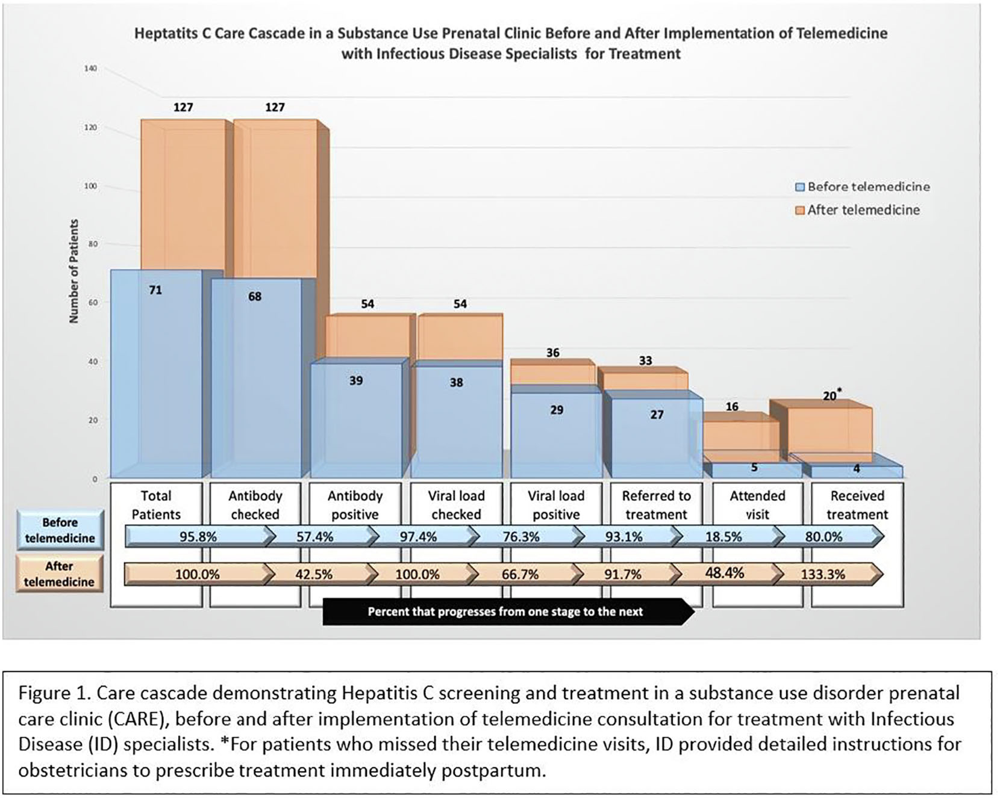 Heptatits C Care Cascade in a Substance Use Prenatal Clinic Before and After Implementation of Telemedicine
with Infectious Disease Specialists for Treatment
140
120
100
80
60
40
20
0
Number of Patients
127
127
71
68
54
54
39
38
36
33
29
27
16
20*
5
4
Before telemedicine
After telemedicine
Total
Patients
Antibody
checked
Antibody
positive
Viral load
checked
Viral load
positive
Referred to
treatment
Attended
visit
Received
treatment
Before
telemedicine
95.8%
57.4%
97.4%
76.3%
93.1%
18.5%
80.0%
After
telemedicine
100.0%
42.5%
100.0%
66.7%
91.7%
48.4%
133.3%
Percent that progresses from one stage to the next
Figure 1. Care cascade demonstrating Hepatitis C screening and treatment in a substance use disorder prenatal
care clinic (CARE), before and after implementation of telemedicine consultation for treatment with Infectious
Disease (ID) specialists. *For patients who missed their telemedicine visits, ID provided detailed instructions for
obstetricians to prescribe treatment immediately postpartum.